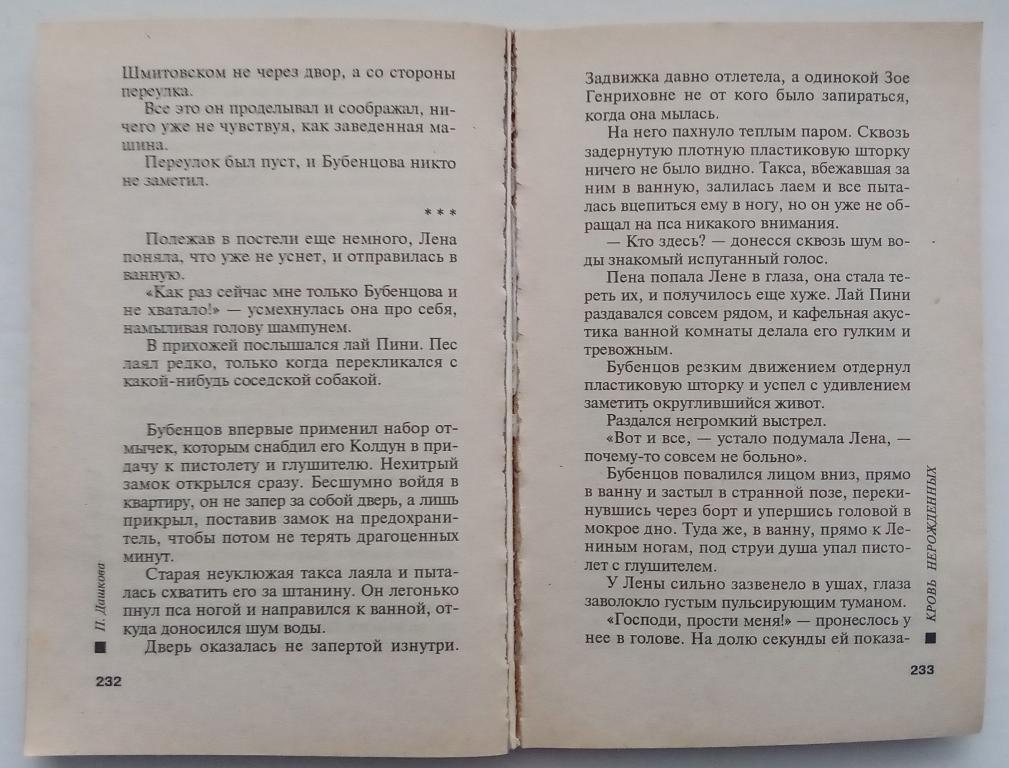 Шмитовском не через двор, а со стороны
переулка.
Все это он проделывал и соображал, ни-
чего уже не чувствуя, как заведенная ма-
шина.
Переулок был пуст, и Бубенцова никто
не заметил.
* * *
Полежав в постели еще немного, Лена
поняла, что уже не уснет, и отправилась в
ванную.
«Как раз сейчас мне только Бубенцова и
не хватало!» — усмехнулась она про себя,
намыливая голову шампунем.
В прихожей послышался лай Пини. Пес
лаял редко, только когда перекликался с
какой-нибудь соседской собакой.
Бубенцов впервые применил набор от-
мычек, которым снабдил его Колдун в при-
дачу к пистолету и глушителю. Нехитрый
замок открылся сразу. Бесшумно войдя в
квартиру, он не запер за собой дверь, а лишь
прикрыл, поставив замок на предохрани-
тель, чтобы потом не терять драгоценных
минут.
Старая неуклюжая такса лаяла и пыта-
лась схватить его за штанину. Он легонько
пнул пса ногой и направился к ванной, от-
куда доносился шум воды.
Дверь оказалась не запертой изнутри.
П. Дашкова
232
Задвижка давно отлетела, а одинокой Зое
Генриховне не от кого было запираться,
когда она мылась.
На него пахнуло теплым паром. Сквозь
задернутую плотную пластиковую шторку
ничего не было видно. Такса, вбежавшая за
ним в ванную, залилась лаем и все пыта-
лась вцепиться ему в ногу, но он уже не об-
ращал на пса никакого внимания.
— Кто здесь? — донесся сквозь шум во-
ды знакомый испуганный голос.
Пена попала Лене в глаза, она стала те-
реть их, и получилось еще хуже. Лай Пини
раздавался совсем рядом, и кафельная акус-
тика ванной комнаты делала его гулким и
тревожным.
Бубенцов резким движением отдернул
пластиковую шторку и успел с удивлением
заметить округлившийся живот.
Раздался негромкий выстрел.
«Вот и все, — устало подумала Лена, —
почему-то совсем не больно».
Бубенцов повалился лицом вниз, прямо
в ванну и застыл в странной позе, переки-
нувшись через борт и упершись головой в
мокрое дно. Туда же, в ванну, прямо к Ле-
ниным ногам, под струи душа упал писто-
лет с глушителем.
У Лены сильно зазвенело в ушах, глаза
заволокло густым пульсирующим туманом.
«Господи, прости меня!» — пронеслось у
нее в голове. На долю секунды ей показа-
КРОВЬ НЕРОЖДЕННЫХ
233